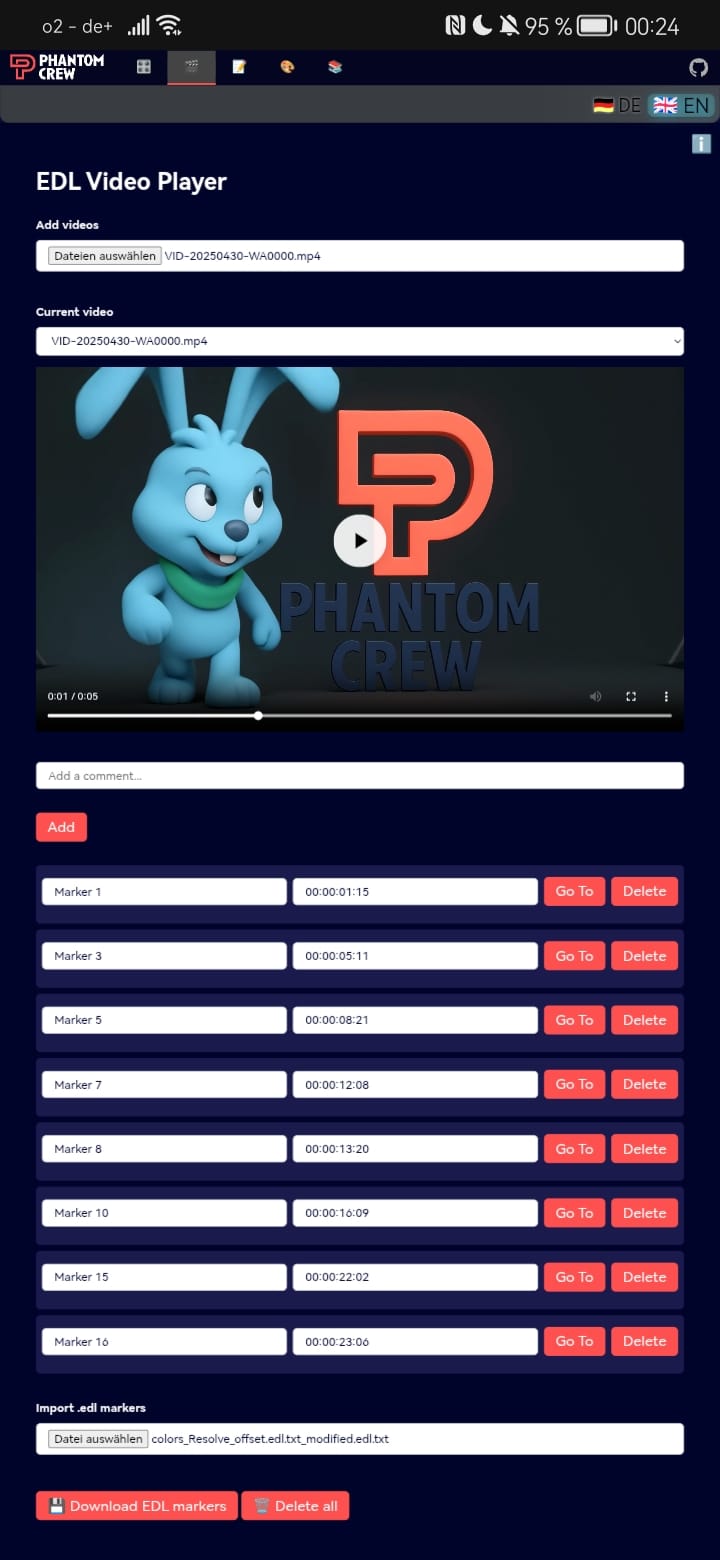 o2 – de+ 95 % 00:24
PHANTOM
CREW
DE EN
i
EDL Video Player
Add videos
Dateien auswählen VID-20250430-WA0000.mp4
Current video
VID-20250430-WA0000.mp4
PHANTOM
CREW
0:01 / 0:05
Add a comment...
Add
Marker 1 00:00:01:15 Go To Delete
Marker 3 00:00:05:11 Go To Delete
Marker 5 00:00:08:21 Go To Delete
Marker 7 00:00:12:08 Go To Delete
Marker 8 00:00:13:20 Go To Delete
Marker 10 00:00:16:09 Go To Delete
Marker 15 00:00:22:02 Go To Delete
Marker 16 00:00:23:06 Go To Delete
Import .edl markers
Datei auswählen colors_Resolve_offset.edl.txt_modified.edl.txt
Download EDL markers Delete all